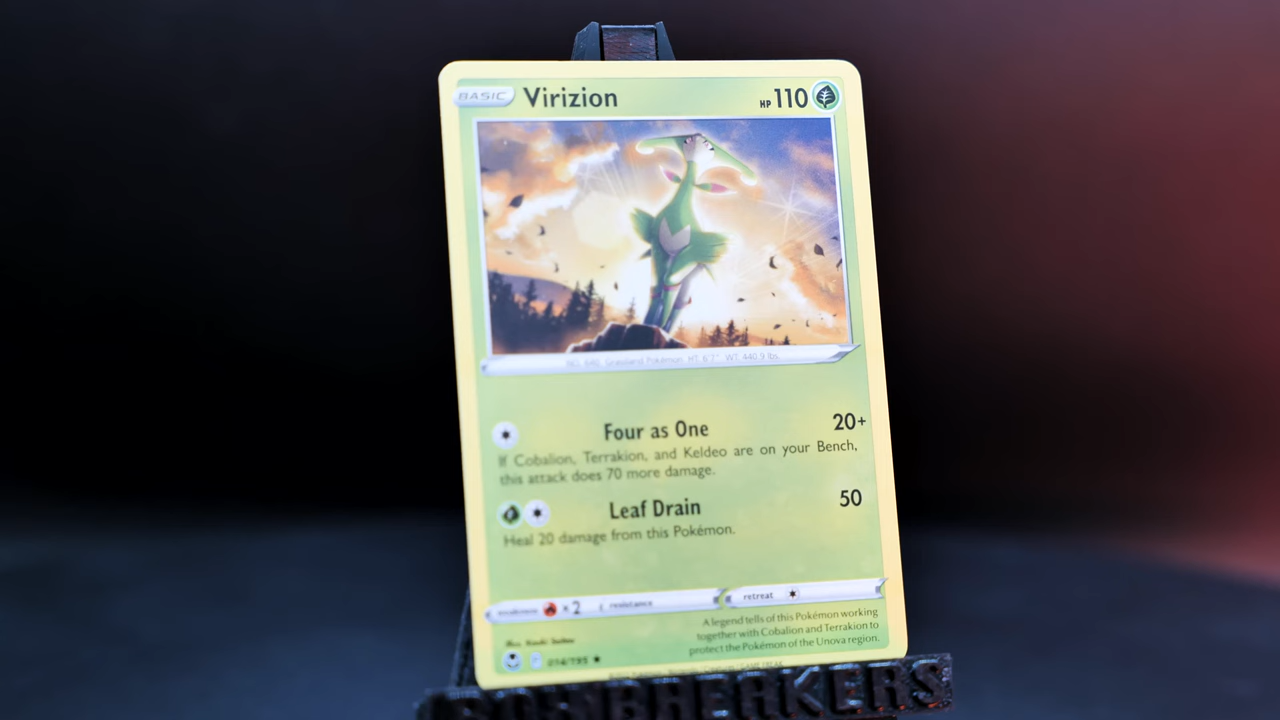 BASIC Virizion HP 110
NO. 640 Grassland Pokémon HT: 6'7" WT: 440.9 lbs.
Four as One 20+
If Cobalion, Terrakion, and Keldeo are on your Bench,
this attack does 70 more damage.
Leaf Drain 50
Heal 20 damage from this Pokémon.
weakness ×2 resistance retreat
A legend tells of this Pokémon working
together with Cobalion and Terrakion to
protect the Pokémon of the Unova region.
014/195